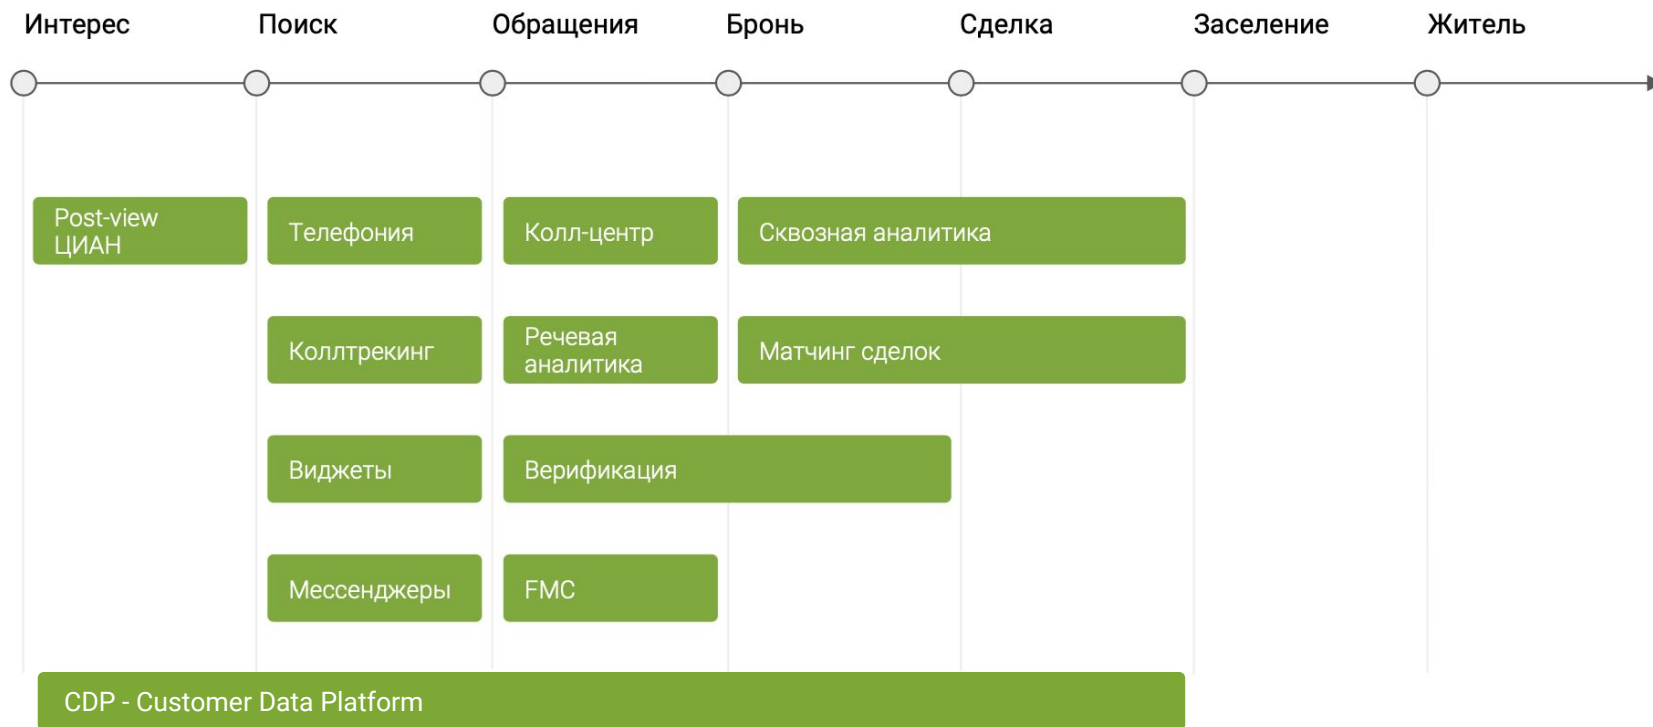 Интерес
Поиск
Обращения
Бронь
Сделка
Заселение
Житель
Post-view
ЦИАН
Телефония
Колл-центр
Сквозная аналитика
Коллтрекинг
Речевая
аналитика
Матчинг сделок
Виджеты
Верификация
Мессенджеры
FMC
CDP - Customer Data Platform